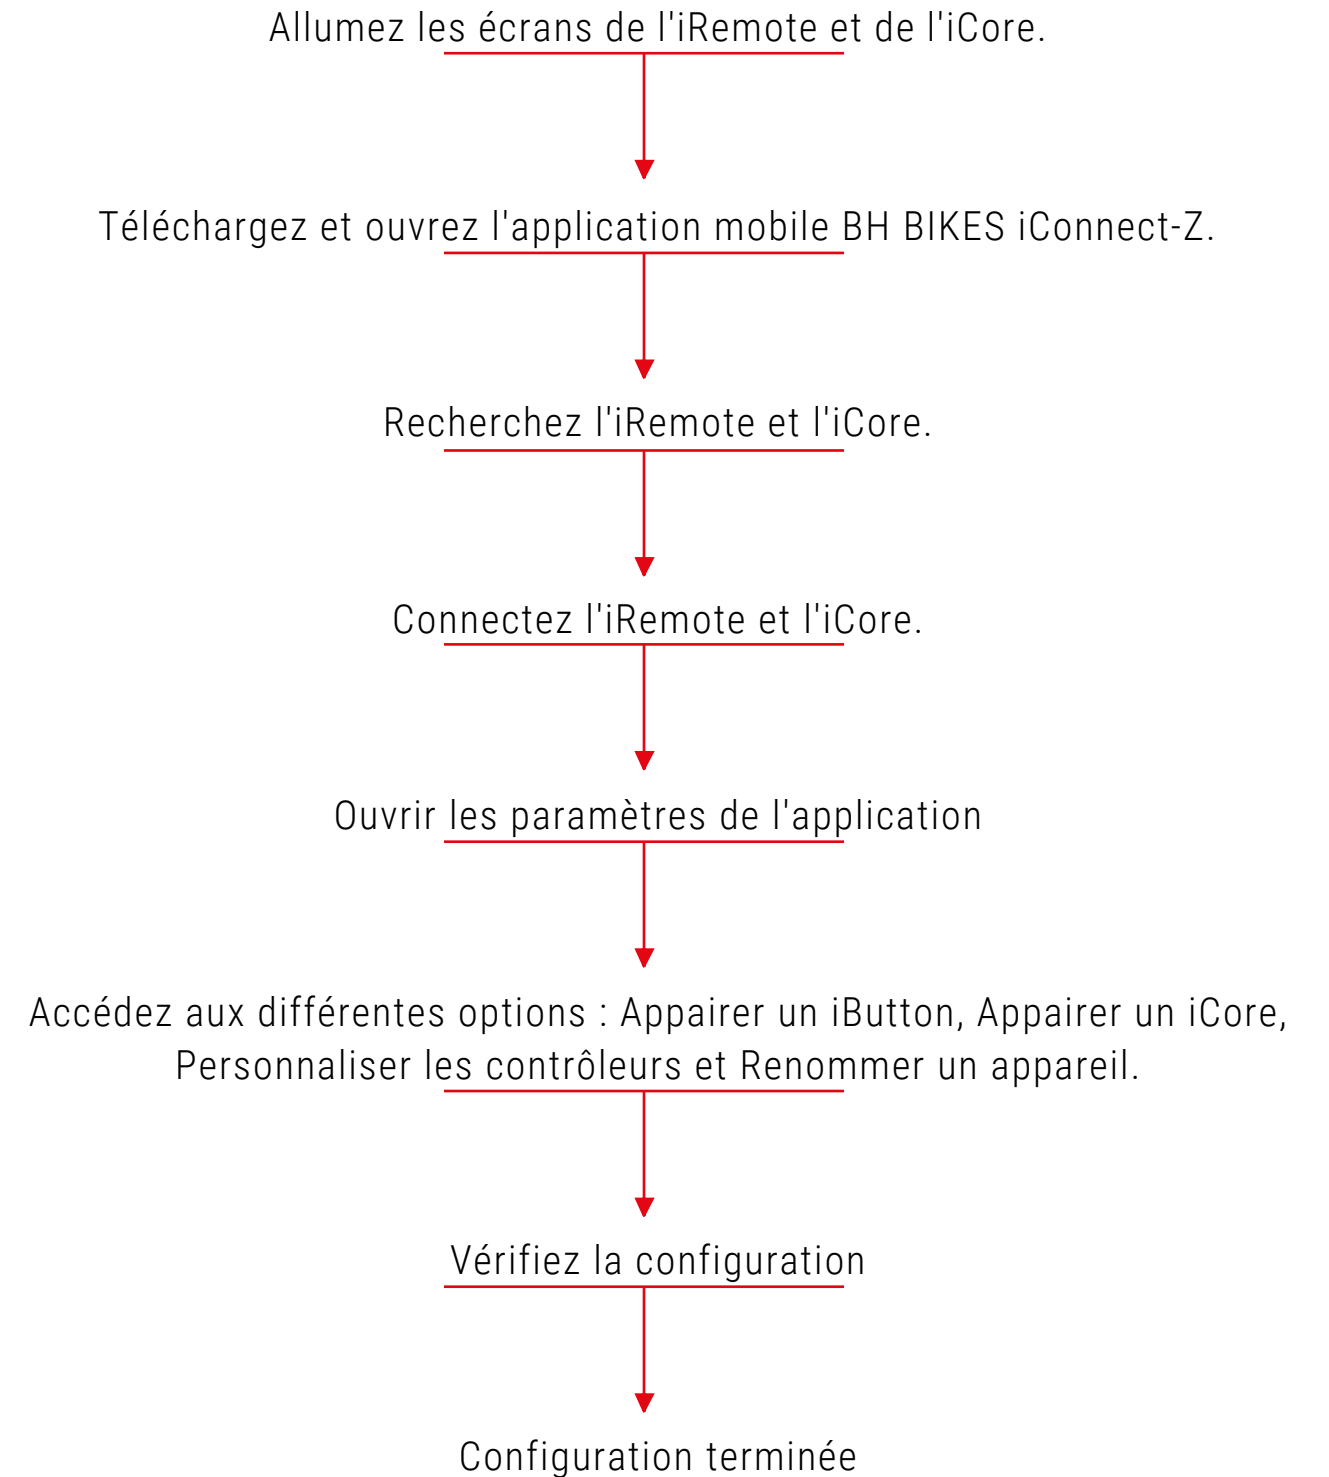 Allumez les écrans de l'iRemote et de l'iCore.
Téléchargez et ouvrez l'application mobile BH BIKES iConnect-Z.
Recherchez l'iRemote et l'iCore.
Connectez l'iRemote et l'iCore.
Ouvrir les paramètres de l'application
Accédez aux différentes options : Appairer un iButton, Appairer un iCore,
Personnaliser les contrôleurs et Renommer un appareil.
Vérifiez la configuration
Configuration terminée